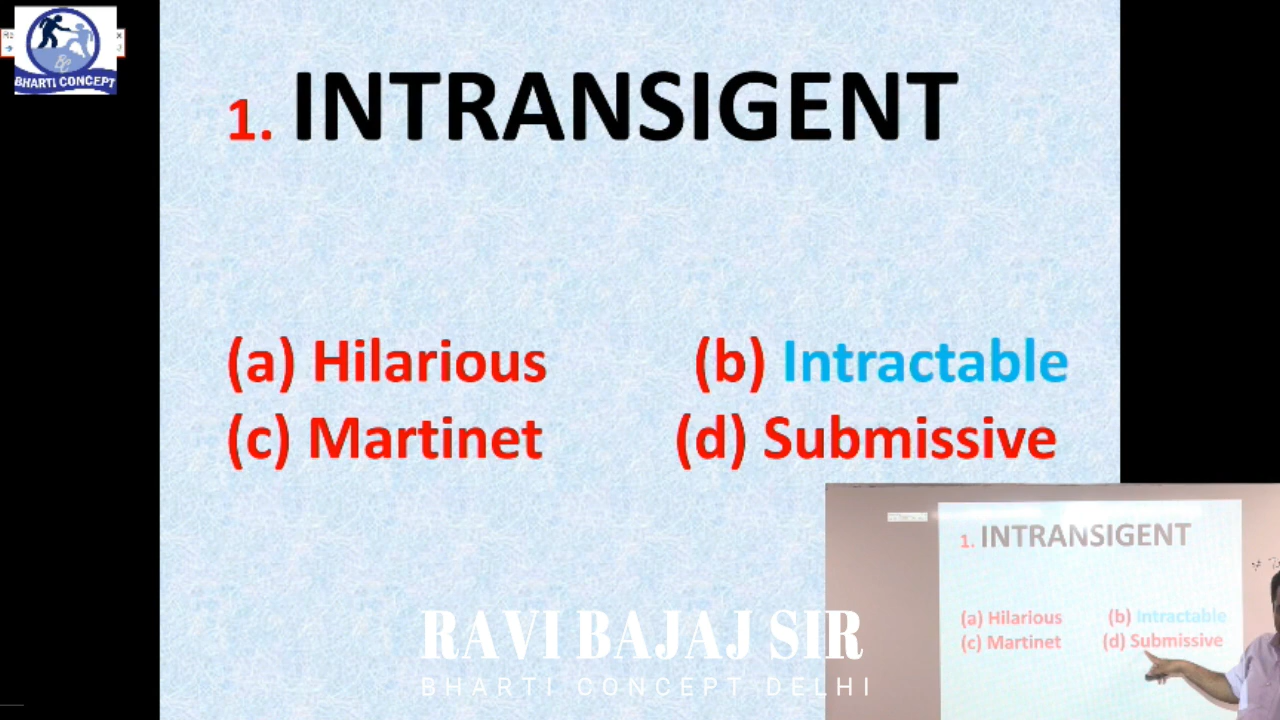 BC
BHARTI CONCEPT
1. INTRANSIGENT
(a) Hilarious (b) Intractable
(c) Martinet (d) Submissive
1. INTRANSIGENT
(a) Hilarious (b) Intractable
(c) Martinet (d) Submissive
RAVI BAJAJ SIR
BHARTI CONCEPT DELHI